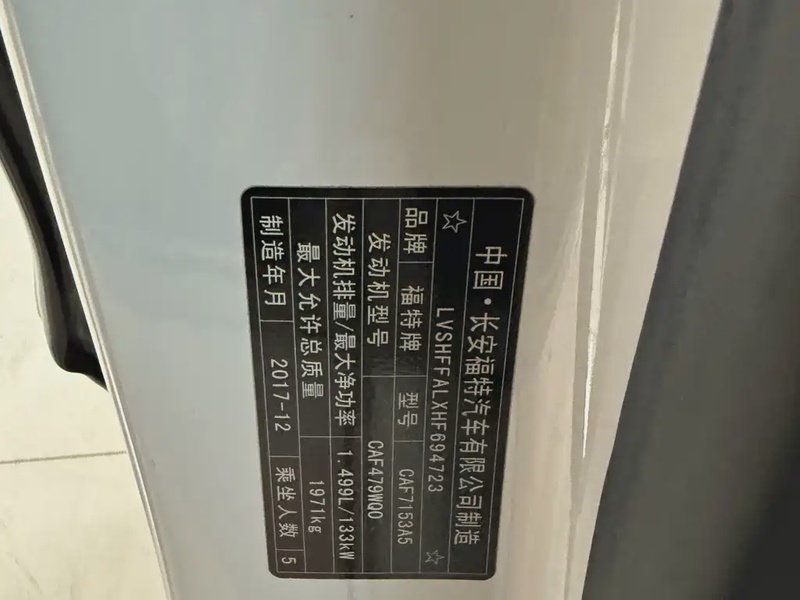 中国·长安福特汽车有限公司制造
☆ LVSHFFALXHF694723 ☆
品牌 福特牌 型号 CAF7153A5
发动机型号 CAF479WQ0
发动机排量/最大净功率 1.499L/133kW
最大允许总质量 1971kg
制造年月 2017-12 乘坐人数 5